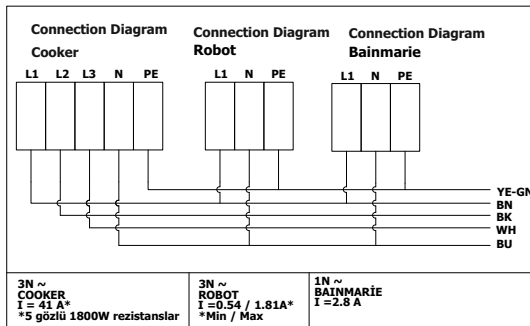 Connection Diagram
Cooker
L1 L2 L3 N PE
Connection Diagram
Robot
L1 N PE
Connection Diagram
Bainmarie
L1 N PE
YE-GN
BN
BK
WH
BU
3N ~
COOKER
I = 41 A*
*5 gözlü 1800W rezistanslar
3N ~
ROBOT
I =0.54 / 1.81A*
*Min / Max
1N ~
BAINMARİE
I =2.8 A